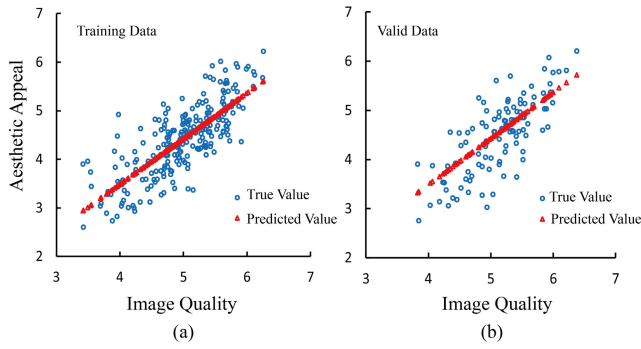 7
7
Training Data
Valid Data
6
6
5
5
Aesthetic Appeal
4
4
True Value
True Value
3
3
Predicted Value
Predicted Value
2
2
3 4 5 6 7
3 4 5 6 7
Image Quality
Image Quality
(a)
(b)